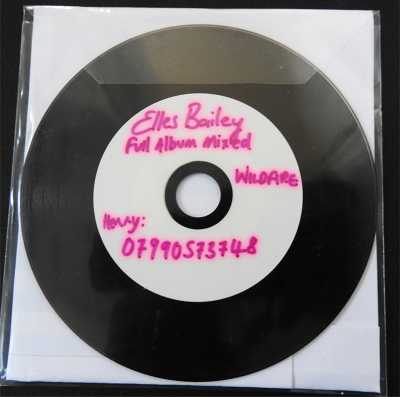 Elles Bailey
Full Album Mixed
WILDFIRE
Henry:
07990573748